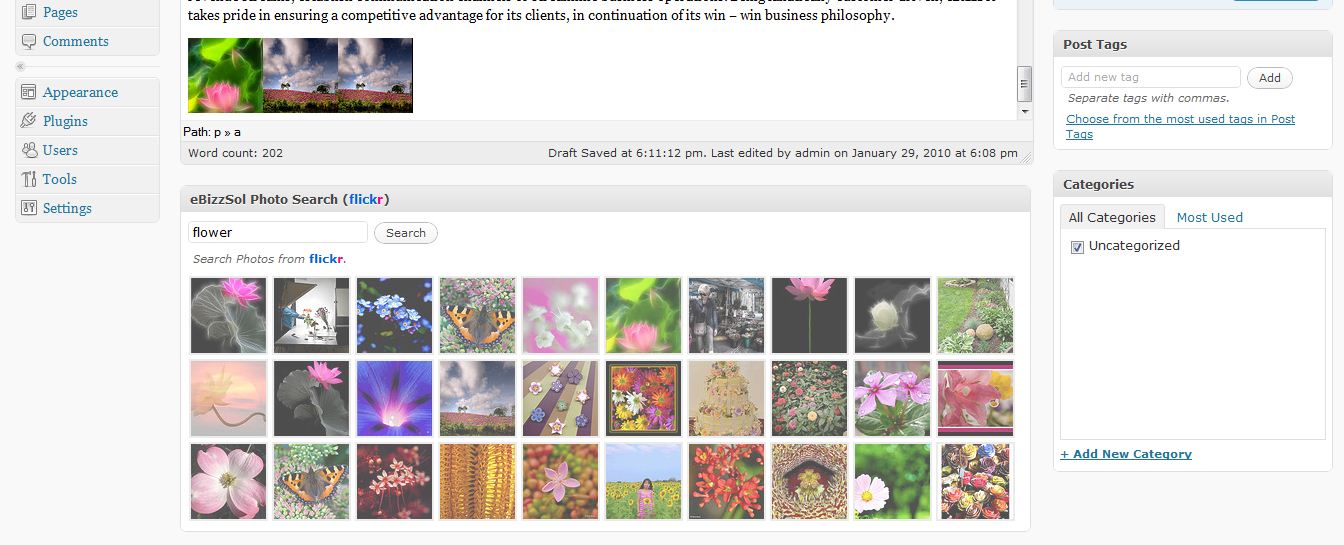 Pages
Comments
Appearance
Plugins
Users
Tools
Settings
takes pride in ensuring a competitive advantage for its clients, in continuation of its win – win business philosophy.
Path: p » a
Word count: 202
Draft Saved at 6:11:12 pm. Last edited by admin on January 29, 2010 at 6:08 pm
eBizzSol Photo Search (flickr)
flower
Search
Search Photos from flickr.
Post Tags
Add new tag
Add
Separate tags with commas.
Choose from the most used tags in Post
Tags
Categories
All Categories
Most Used
Uncategorized
+ Add New Category